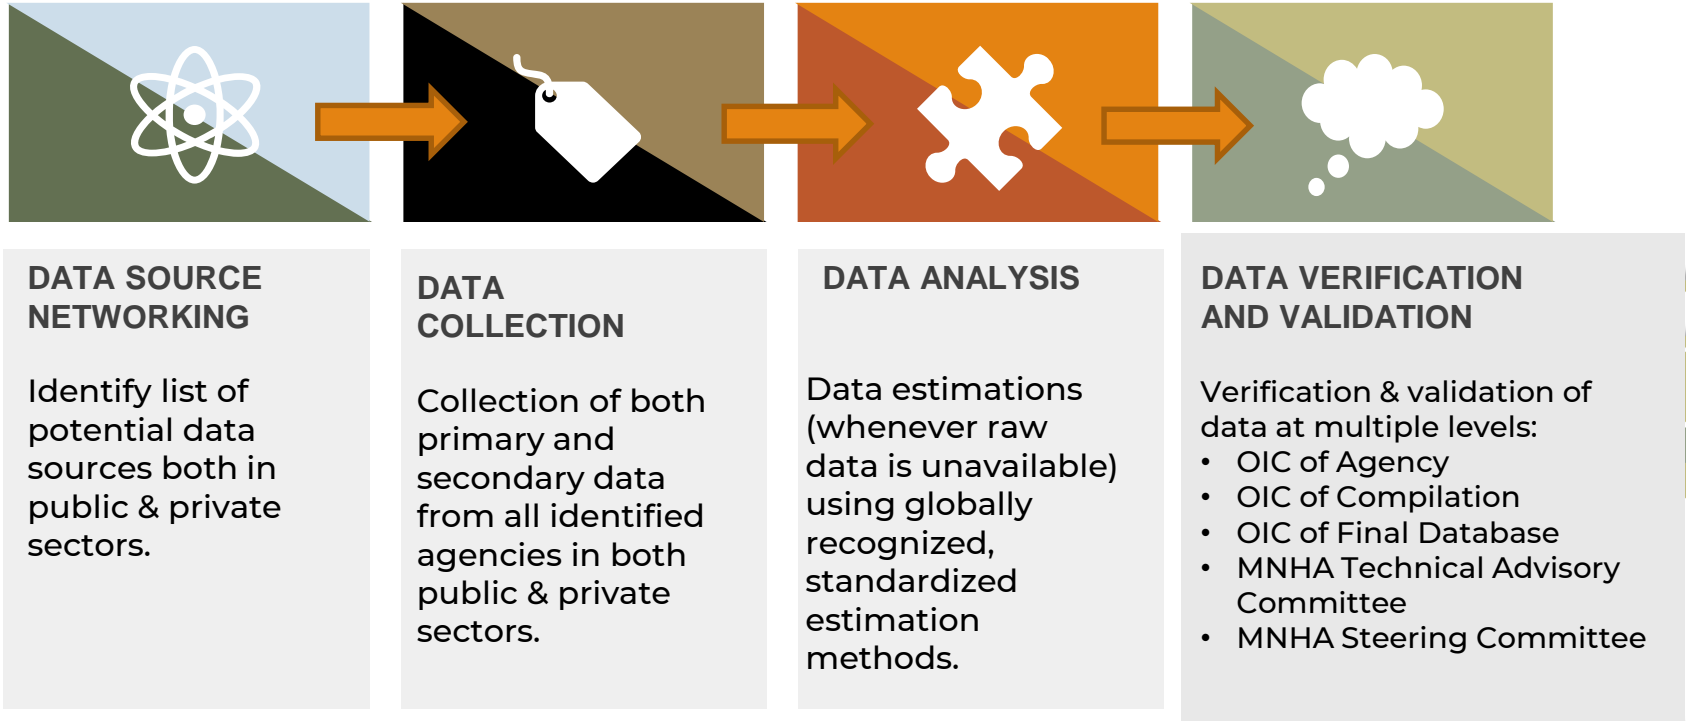 DATA SOURCE
NETWORKING
Identify list of
potential data
sources both in
public & private
sectors.
DATA
COLLECTION
Collection of both
primary and
secondary data
from all identified
agencies in both
public & private
sectors.
DATA ANALYSIS
Data estimations
(whenever raw
data is unavailable)
using globally
recognized,
standardized
estimation
methods.
DATA VERIFICATION
AND VALIDATION
Verification & validation of
data at multiple levels:
• OIC of Agency
• OIC of Compilation
• OIC of Final Database
• MNHA Technical Advisory
Committee
• MNHA Steering Committee